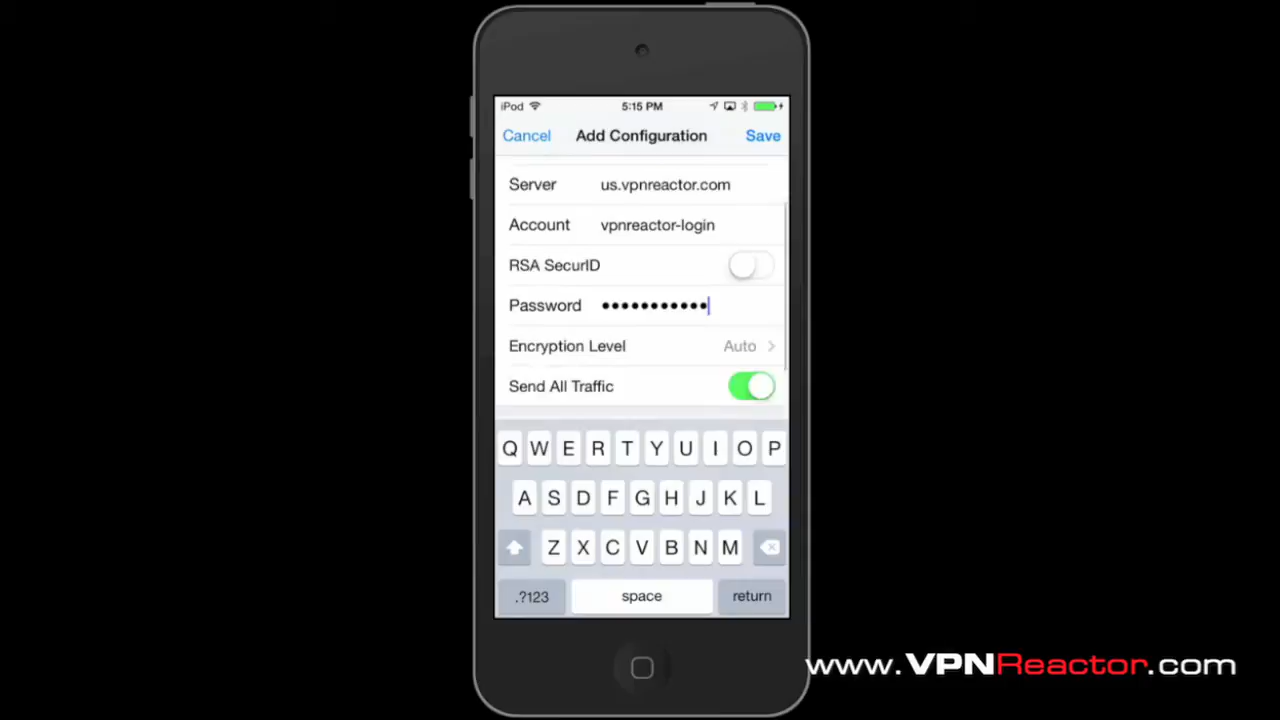 iPod 5:15 PM
Cancel Add Configuration Save
Server us.vpnreactor.com
Account vpnreactor-login
RSA SecurID
Password •••••••••••
Encryption Level Auto
Send All Traffic
Q W E R T Y U I O P
A S D F G H J K L
Z X C V B N M
.?123 space return
www.VPNReactor.com